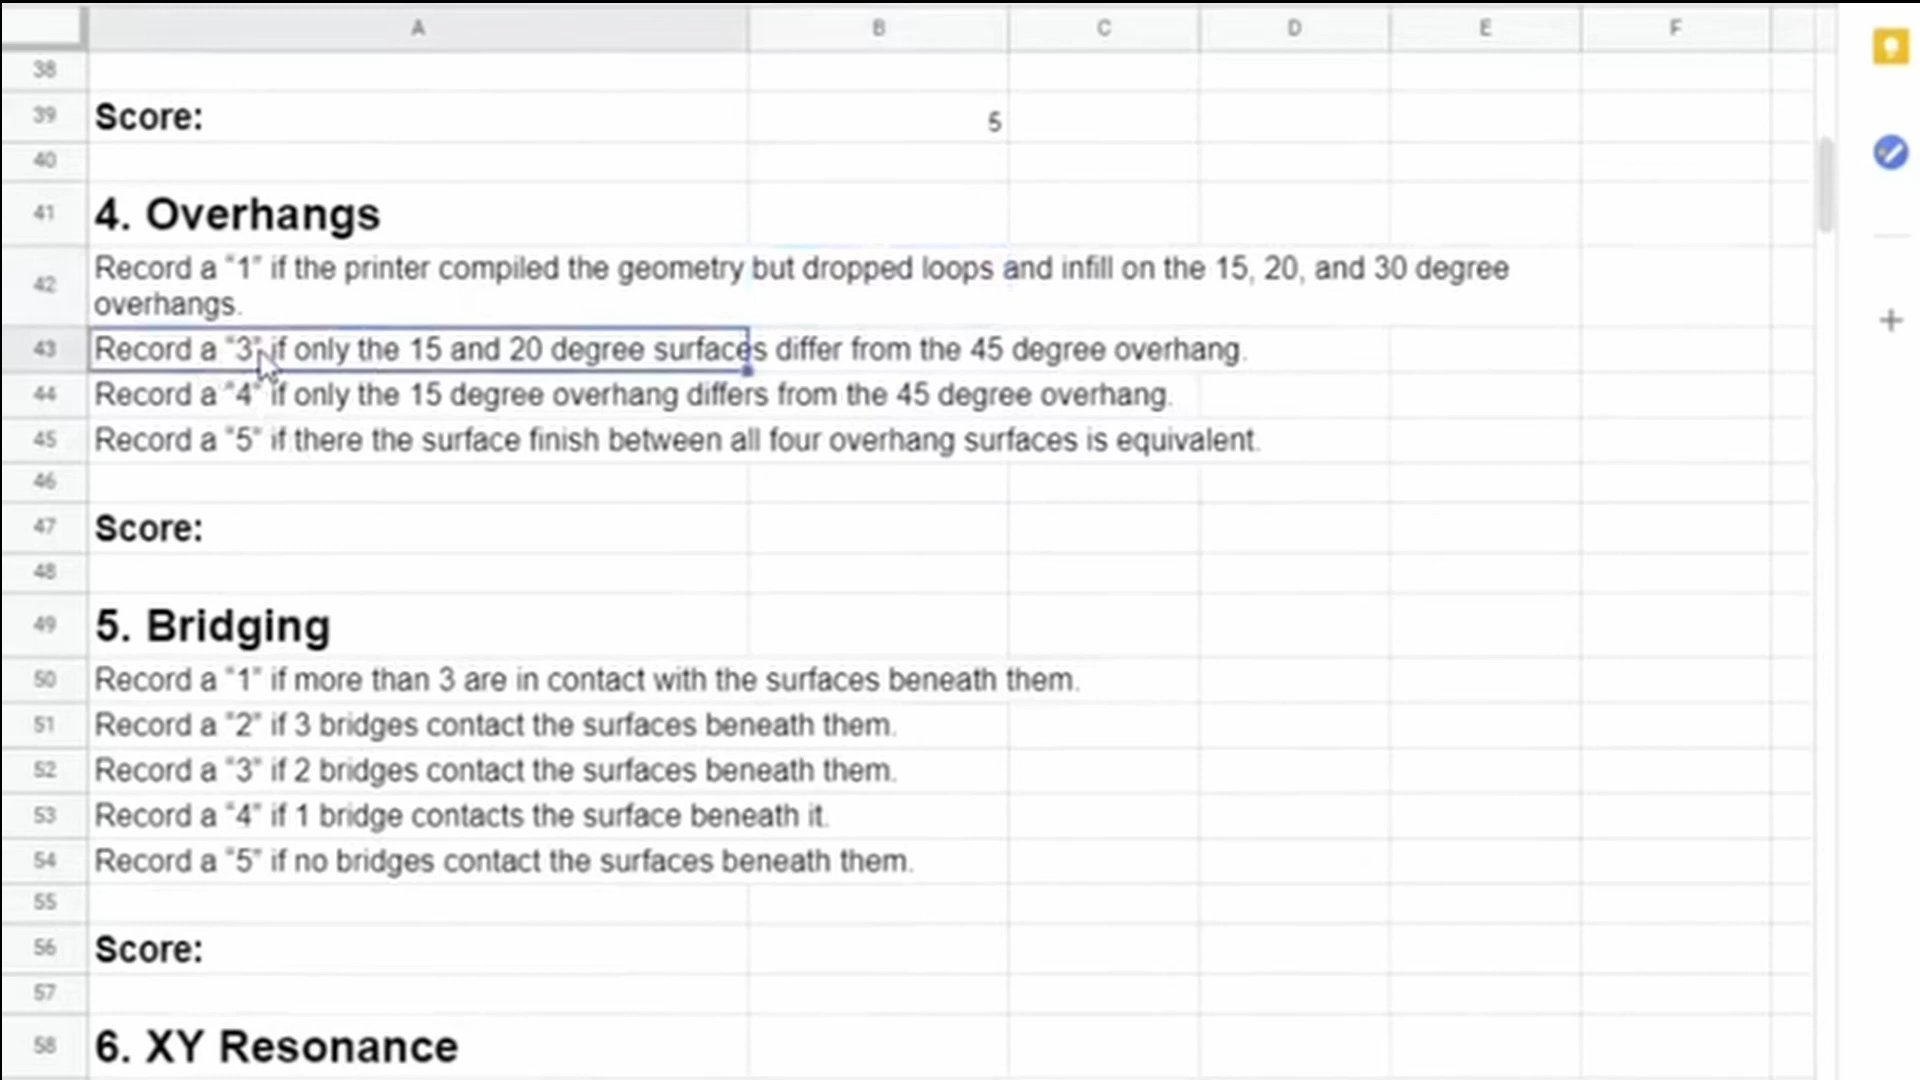 A B C D E F
38
39 Score: 5
40
41 4. Overhangs
42 Record a “1” if the printer compiled the geometry but dropped loops and infill on the 15, 20, and 30 degree
overhangs.
43 Record a “3” if only the 15 and 20 degree surfaces differ from the 45 degree overhang.
44 Record a “4” if only the 15 degree overhang differs from the 45 degree overhang.
45 Record a “5” if there the surface finish between all four overhang surfaces is equivalent.
46
47 Score:
48
49 5. Bridging
50 Record a “1” if more than 3 are in contact with the surfaces beneath them.
51 Record a “2” if 3 bridges contact the surfaces beneath them.
52 Record a “3” if 2 bridges contact the surfaces beneath them.
53 Record a “4” if 1 bridge contacts the surface beneath it.
54 Record a “5” if no bridges contact the surfaces beneath them.
55
56 Score:
57
58 6. XY Resonance